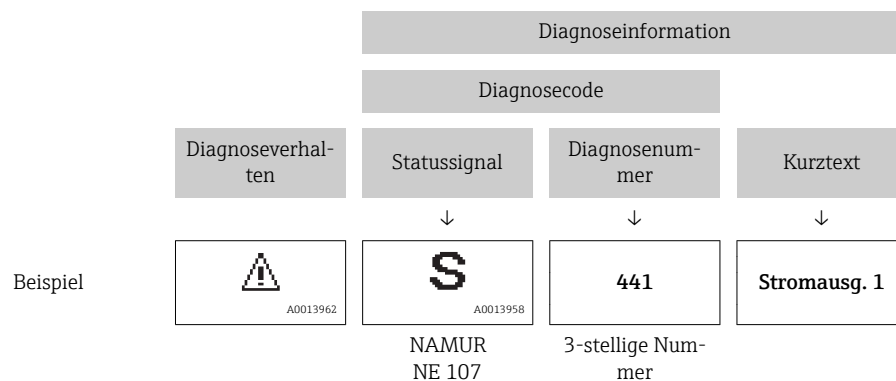 Diagnoseinformation
Diagnosecode
Diagnoseverhal-
ten
Statussignal
Diagnosenum-
mer
Kurztext
↓ ↓ ↓
Beispiel
A0013962
S
A0013958
441
Stromausg. 1
NAMUR
NE 107
3-stellige Num-
mer